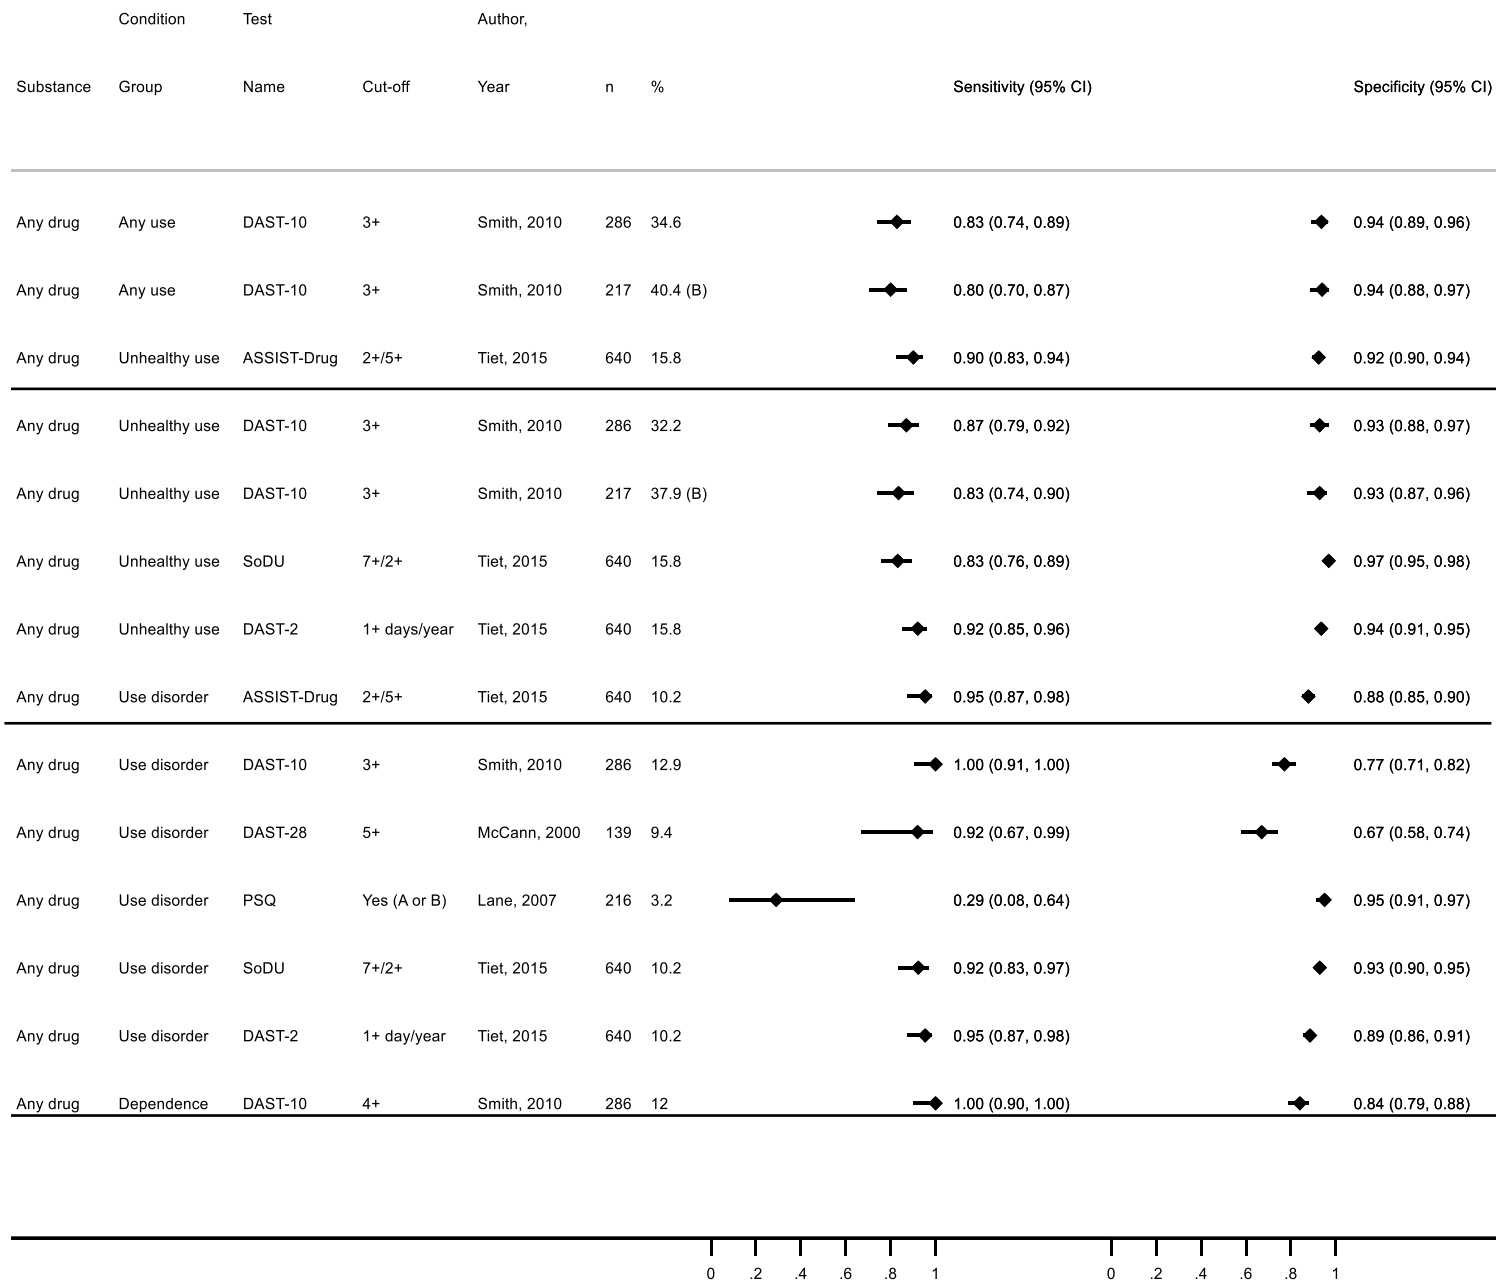 Condition Test Author,
Substance Group Name Cut-off Year n % Sensitivity (95% CI) Specificity (95% CI)
Any drug Any use DAST-10 3+ Smith, 2010 286 34.6 0.83 (0.74, 0.89) 0.94 (0.89, 0.96)
Any drug Any use DAST-10 3+ Smith, 2010 217 40.4 (B) 0.80 (0.70, 0.87) 0.94 (0.88, 0.97)
Any drug Unhealthy use ASSIST-Drug 2+/5+ Tiet, 2015 640 15.8 0.90 (0.83, 0.94) 0.92 (0.90, 0.94)
Any drug Unhealthy use DAST-10 3+ Smith, 2010 286 32.2 0.87 (0.79, 0.92) 0.93 (0.88, 0.97)
Any drug Unhealthy use DAST-10 3+ Smith, 2010 217 37.9 (B) 0.83 (0.74, 0.90) 0.93 (0.87, 0.96)
Any drug Unhealthy use SoDU 7+/2+ Tiet, 2015 640 15.8 0.83 (0.76, 0.89) 0.97 (0.95, 0.98)
Any drug Unhealthy use DAST-2 1+ days/year Tiet, 2015 640 15.8 0.92 (0.85, 0.96) 0.94 (0.91, 0.95)
Any drug Use disorder ASSIST-Drug 2+/5+ Tiet, 2015 640 10.2 0.95 (0.87, 0.98) 0.88 (0.85, 0.90)
Any drug Use disorder DAST-10 3+ Smith, 2010 286 12.9 1.00 (0.91, 1.00) 0.77 (0.71, 0.82)
Any drug Use disorder DAST-28 5+ McCann, 2000 139 9.4 0.92 (0.67, 0.99) 0.67 (0.58, 0.74)
Any drug Use disorder PSQ Yes (A or B) Lane, 2007 216 3.2 0.29 (0.08, 0.64) 0.95 (0.91, 0.97)
Any drug Use disorder SoDU 7+/2+ Tiet, 2015 640 10.2 0.92 (0.83, 0.97) 0.93 (0.90, 0.95)
Any drug Use disorder DAST-2 1+ day/year Tiet, 2015 640 10.2 0.95 (0.87, 0.98) 0.89 (0.86, 0.91)
Any drug Dependence DAST-10 4+ Smith, 2010 286 12 1.00 (0.90, 1.00) 0.84 (0.79, 0.88)
0 .2 .4 .6 .8 1 0 .2 .4 .6 .8 1